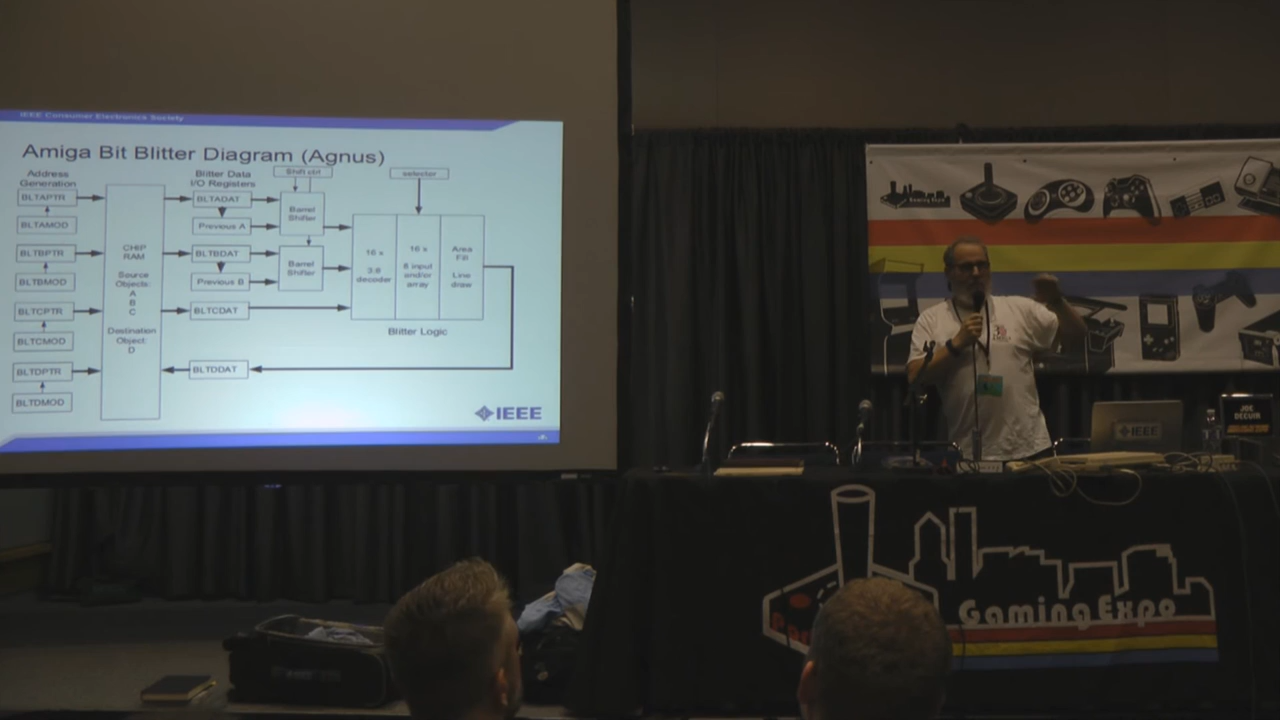 IEEE Consumer Electronics Society
Amiga Bit Blitter Diagram (Agnus)
Address
Generation
Blitter Data
I/O Registers
Shift ctrl
selector
BLTAPTR
BLTAMOD
BLTBPTR
BLTBMOD
BLTCPTR
BLTCMOD
BLTDPTR
BLTDMOD
CHIP
RAM
Source
Objects:
A
B
C
Destination
Object:
D
BLTADAT
Previous A
BLTBDAT
Previous B
BLTCDAT
BLTDDAT
Barrel
Shifter
Barrel
Shifter
16 x
3:8
decoder
16 x
8 input
and/or
array
Area
Fill
Line
draw
Blitter Logic
IEEE
IEEE
JOE
DECUIR
Gaming Expo